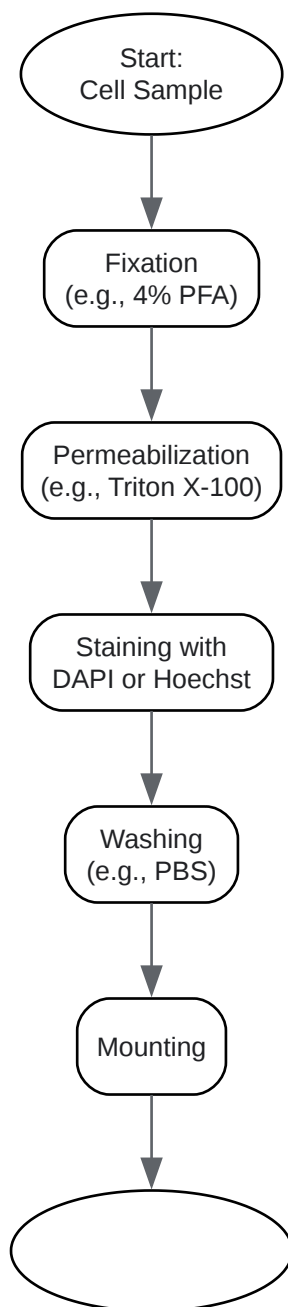 Start:
Cell Sample
Fixation
(e.g., 4% PFA)
Permeabilization
(e.g., Triton X-100)
Staining with
DAPI or Hoechst
Washing
(e.g., PBS)
Mounting